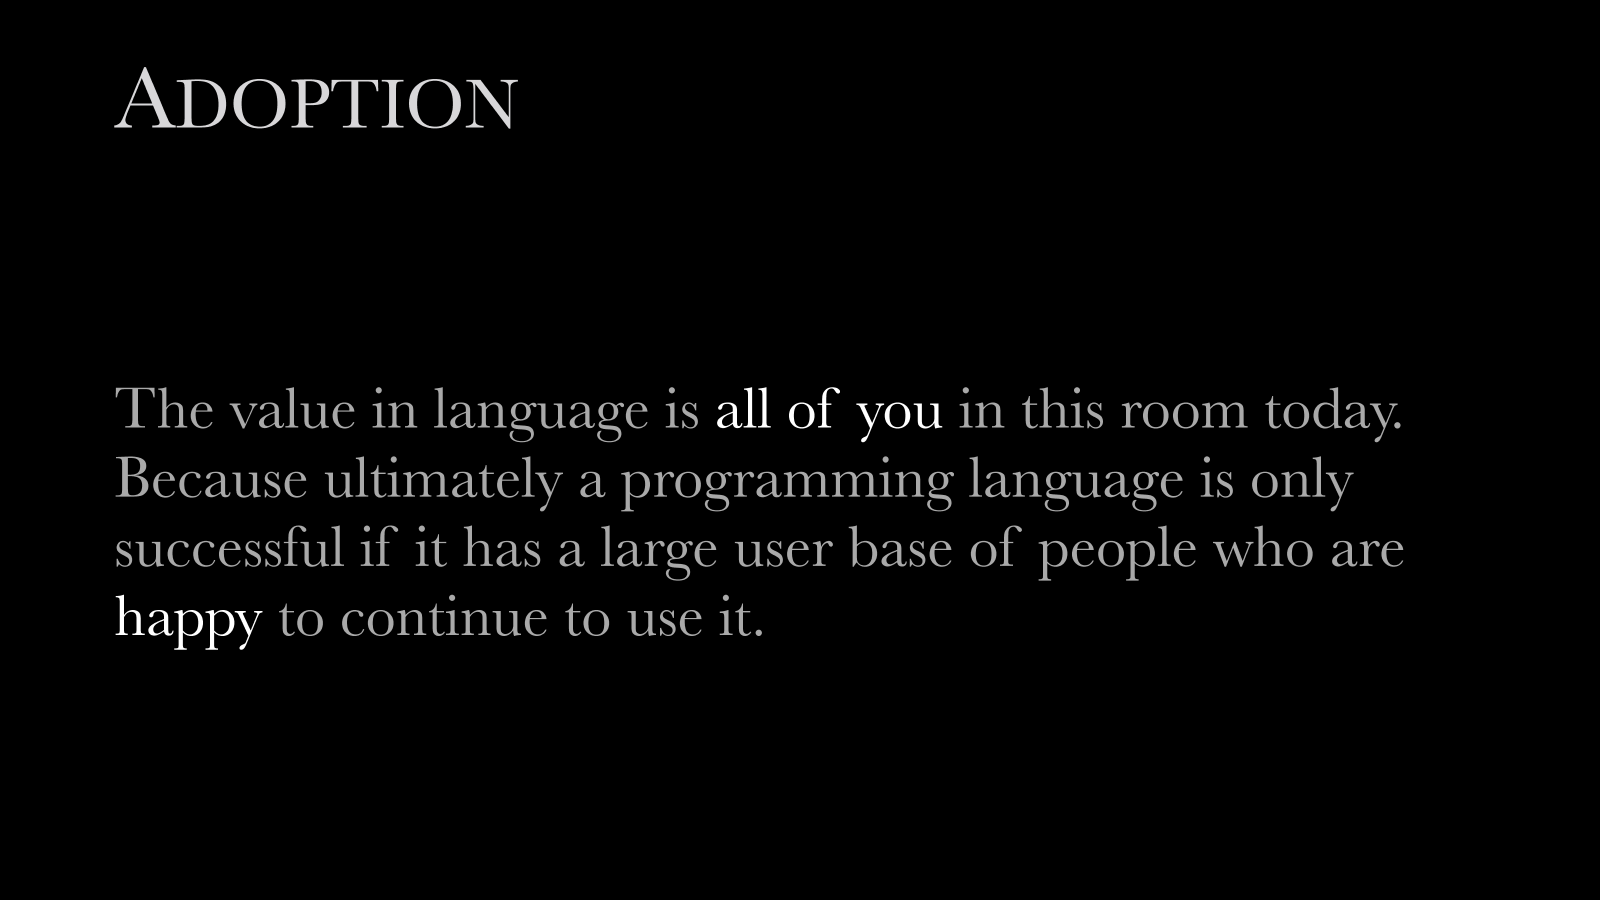 ADOPTION
The value in language is all of you in this room today.
Because ultimately a programming language is only
successful if it has a large user base of people who are
happy to continue to use it.